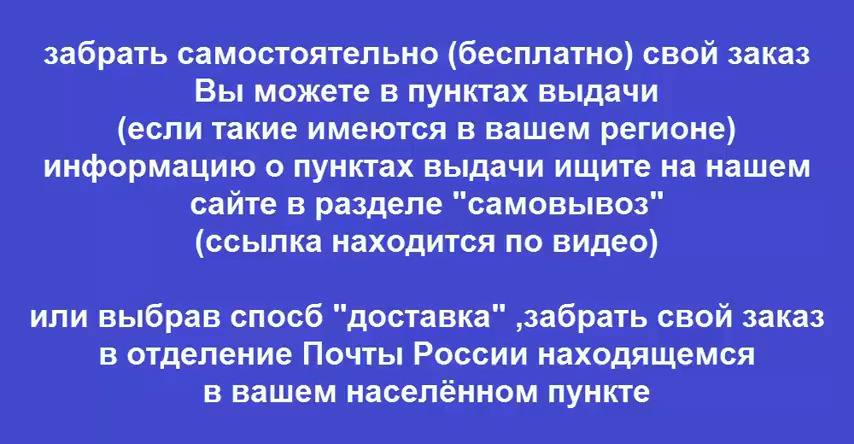 забрать самостоятельно (бесплатно) свой заказ
Вы можете в пунктах выдачи
(если такие имеются в вашем регионе)
информацию о пунктах выдачи ищите на нашем
сайте в разделе "самовывоз"
(ссылка находится по видео)
или выбрав спосб "доставка" ,забрать свой заказ
в отделение Почты России находящемся
в вашем населённом пункте